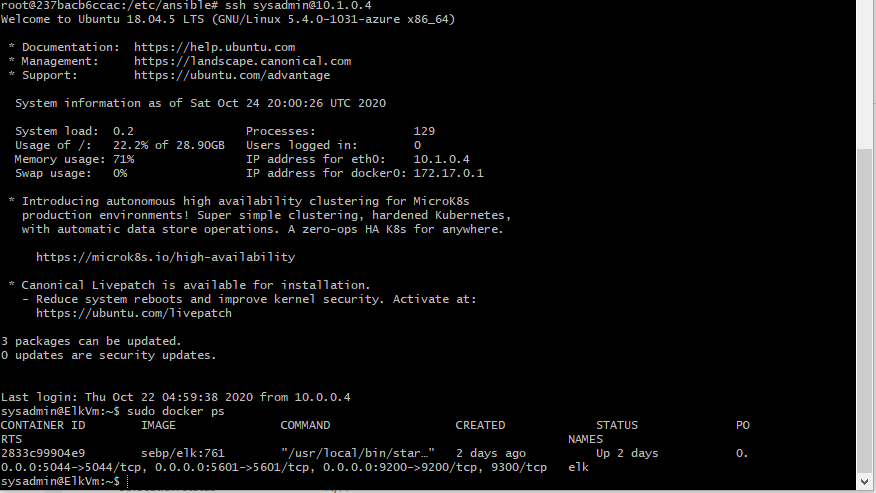 root@237bacb6ccac:/etc/ansible# ssh sysadmin@10.1.0.4
Welcome to Ubuntu 18.04.5 LTS (GNU/Linux 5.4.0-1031-azure x86_64)
 * Documentation:  https://help.ubuntu.com
 * Management:     https://landscape.canonical.com
 * Support:        https://ubuntu.com/advantage
  System information as of Sat Oct 24 20:00:26 UTC 2020
  System load:  0.2                Processes:              129
  Usage of /:   22.2% of 28.90GB   Users logged in:        0
  Memory usage: 71%                IP address for eth0:    10.1.0.4
  Swap usage:   0%                 IP address for docker0: 172.17.0.1
 * Introducing autonomous high availability clustering for MicroK8s
   production environments! Super simple clustering, hardened Kubernetes,
   with automatic data store operations. A zero-ops HA K8s for anywhere.
     https://microk8s.io/high-availability
 * Canonical Livepatch is available for installation.
   - Reduce system reboots and improve kernel security. Activate at:
     https://ubuntu.com/livepatch
3 packages can be updated.
0 updates are security updates.
Last login: Thu Oct 22 04:59:38 2020 from 10.0.0.4
sysadmin@ElkVm:~$ sudo docker ps
CONTAINER ID        IMAGE               COMMAND                  CREATED             STATUS              PO
RTS                                                                              NAMES
2833c99904e9        sebp/elk:761        "/usr/local/bin/star…"   2 days ago          Up 2 days           0.
0.0.0:5044->5044/tcp, 0.0.0.0:5601->5601/tcp, 0.0.0.0:9200->9200/tcp, 9300/tcp   elk
sysadmin@ElkVm:~$